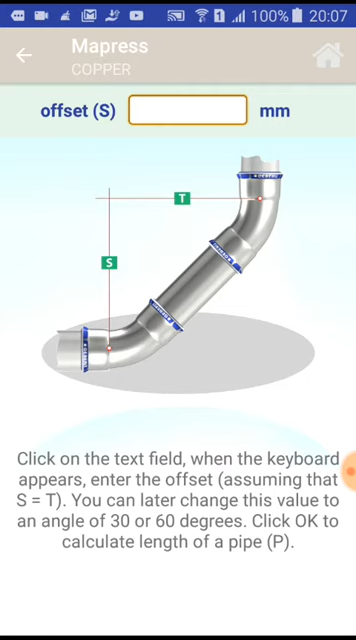 100% 20:07
Mapress
COPPER
offset (S) mm
T
S
Click on the text field, when the keyboard
appears, enter the offset (assuming that
S = T). You can later change this value to
an angle of 30 or 60 degrees. Click OK to
calculate length of a pipe (P).